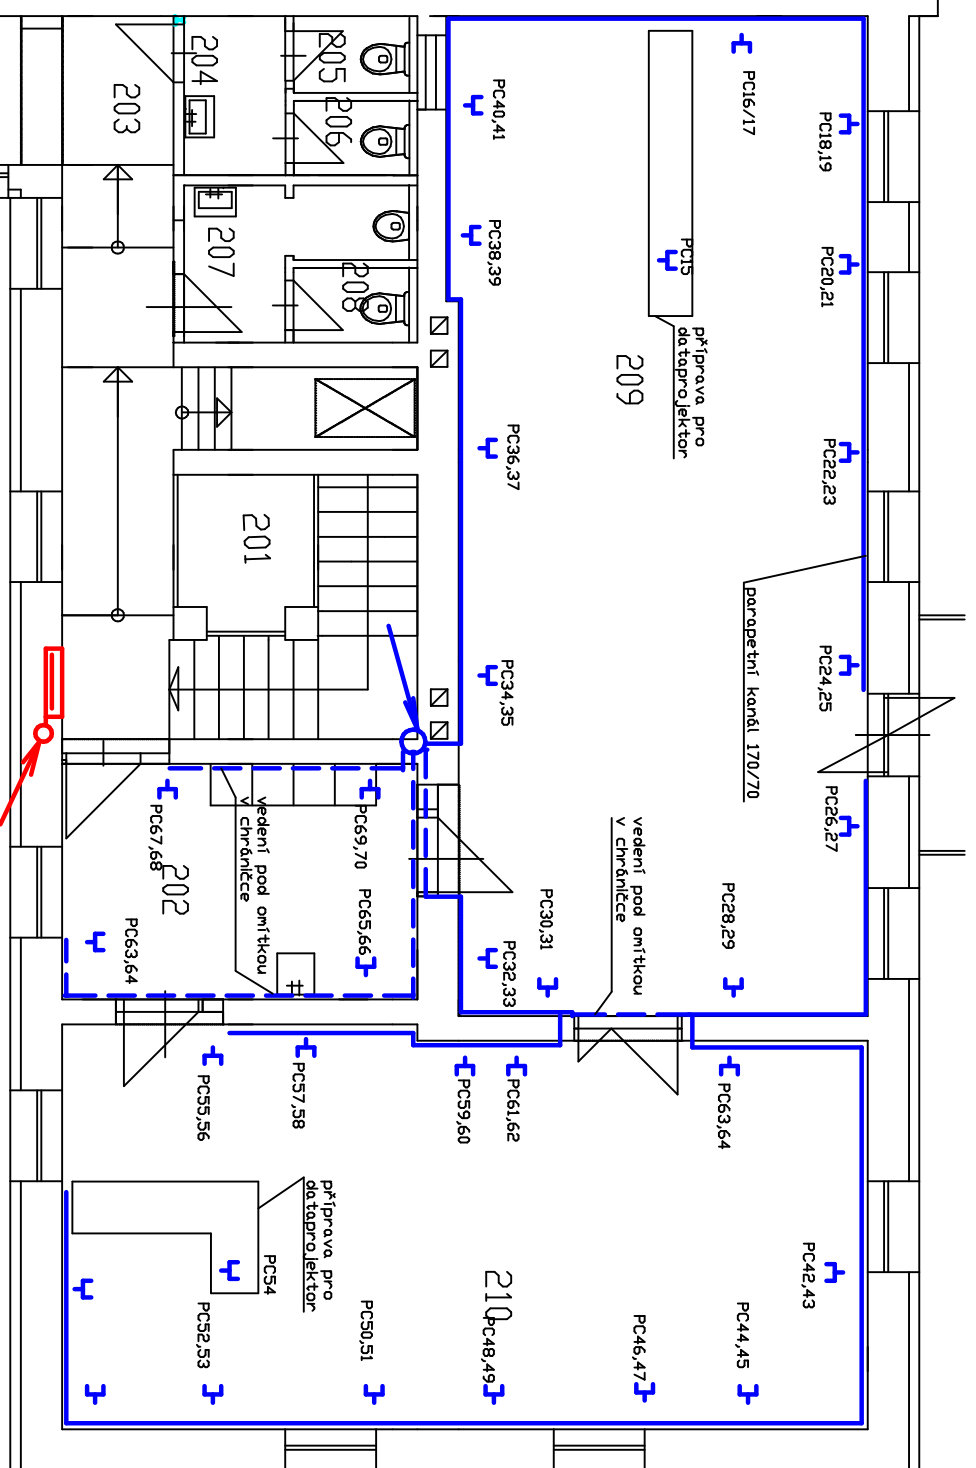 PC16/17
PC18,19
PC40,41
PC38,39
PC15
PC20,21
příprava pro
dataprojektor
209
PC36,37
PC22,23
parapetní kanál 170/70
PC34,35
PC24,25
PC26,27
vedení pod omítkou
v chráničce
PC30,31
PC28,29
PC32,33
203
204
205
206
207
208
201
PC67,68
202
PC69,70
vedení pod omítkou
v chráničce
PC65,66
PC63,64
PC55,56
PC57,58
PC59,60
PC61,62
PC63,64
příprava pro
dataprojektor
PC54
210
PC42,43
PC52,53
PC50,51
PC48,49
PC46,47
PC44,45